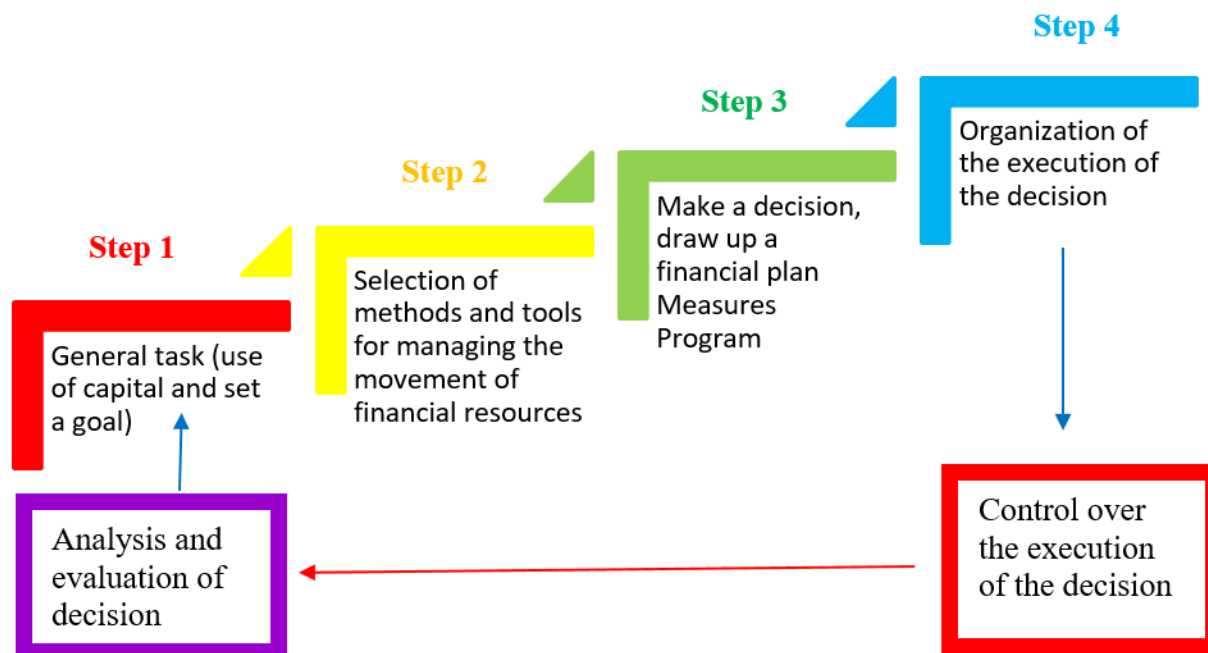 Step 1
General task (use
of capital and set
a goal)
Step 2
Selection of
methods and tools
for managing the
movement of
financial resources
Step 3
Make a decision,
draw up a
financial plan
Measures
Program
Step 4
Organization of
the execution of
the decision
Control over
the execution
of the decision
Analysis and
evaluation of
decision